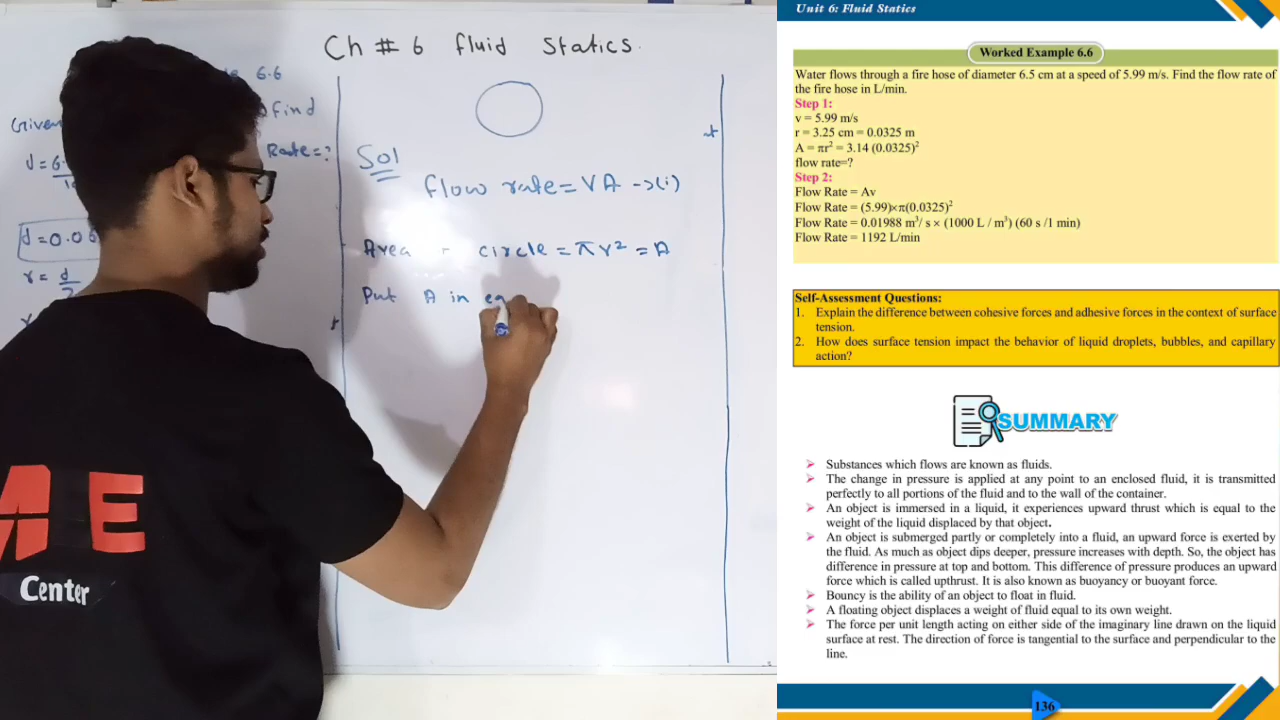 Ch # 6 fluid Statics.
6.6
Given
find
d = 6.
Rate = ?
d = 0.06
r = d/2
Sol
flow rate = VA → (i)
Area circle = πr² = A
Put A in eq
ME
Center
Unit 6: Fluid Statics
Worked Example 6.6
Water flows through a fire hose of diameter 6.5 cm at a speed of 5.99 m/s. Find the flow rate of
the fire hose in L/min.
Step 1:
v = 5.99 m/s
r = 3.25 cm = 0.0325 m
A = πr² = 3.14 (0.0325)²
flow rate=?
Step 2:
Flow Rate = Av
Flow Rate = (5.99)×π(0.0325)²
Flow Rate = 0.01988 m³/ s × (1000 L / m³) (60 s /1 min)
Flow Rate = 1192 L/min
Self-Assessment Questions:
1. Explain the difference between cohesive forces and adhesive forces in the context of surface
tension.
2. How does surface tension impact the behavior of liquid droplets, bubbles, and capillary
action?
SUMMARY
➢ Substances which flows are known as fluids.
➢ The change in pressure is applied at any point to an enclosed fluid, it is transmitted
perfectly to all portions of the fluid and to the wall of the container.
➢ An object is immersed in a liquid, it experiences upward thrust which is equal to the
weight of the liquid displaced by that object.
➢ An object is submerged partly or completely into a fluid, an upward force is exerted by
the fluid. As much as object dips deeper, pressure increases with depth. So, the object has
difference in pressure at top and bottom. This difference of pressure produces an upward
force which is called upthrust. It is also known as buoyancy or buoyant force.
➢ Bouncy is the ability of an object to float in fluid.
➢ A floating object displaces a weight of fluid equal to its own weight.
➢ The force per unit length acting on either side of the imaginary line drawn on the liquid
surface at rest. The direction of force is tangential to the surface and perpendicular to the
line.
136